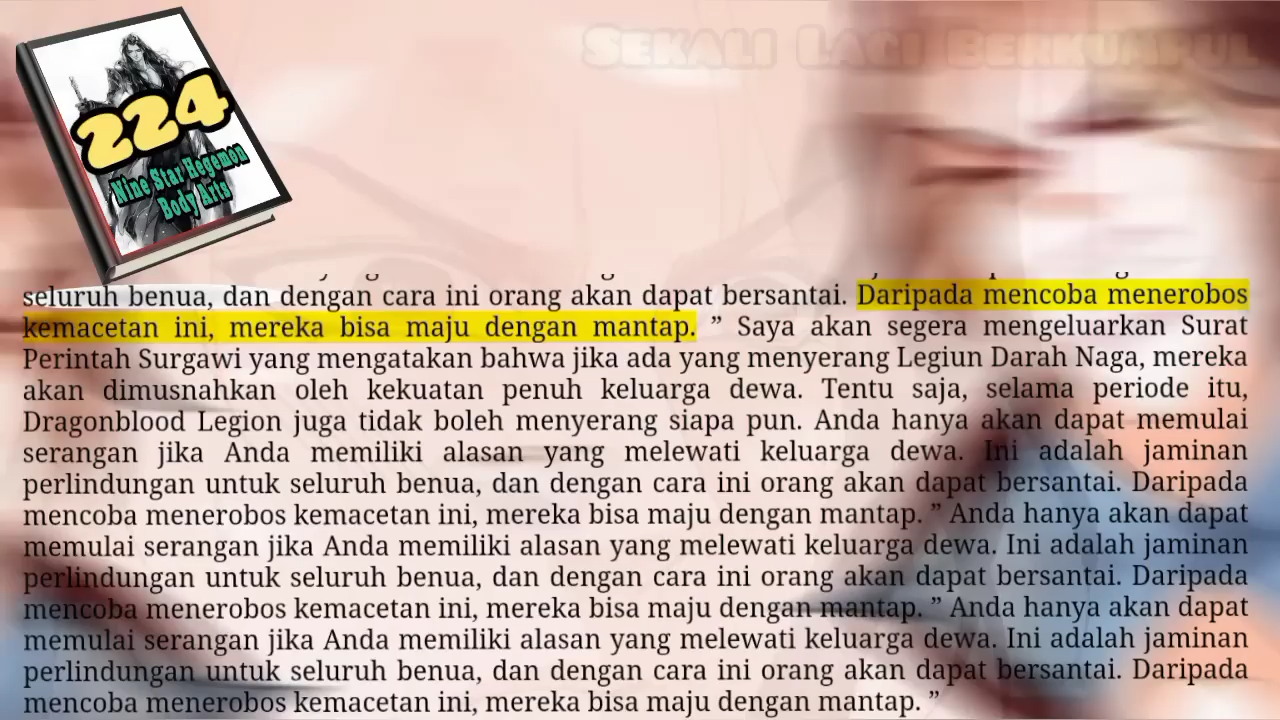 SEKALI LAGI BERKUMPUL
224
Nine Star Hegemon
Body Arts
seluruh benua, dan dengan cara ini orang akan dapat bersantai. Daripada mencoba menerobos
kemacetan ini, mereka bisa maju dengan mantap. ” Saya akan segera mengeluarkan Surat
Perintah Surgawi yang mengatakan bahwa jika ada yang menyerang Legiun Darah Naga, mereka
akan dimusnahkan oleh kekuatan penuh keluarga dewa. Tentu saja, selama periode itu,
Dragonblood Legion juga tidak boleh menyerang siapa pun. Anda hanya akan dapat memulai
serangan jika Anda memiliki alasan yang melewati keluarga dewa. Ini adalah jaminan
perlindungan untuk seluruh benua, dan dengan cara ini orang akan dapat bersantai. Daripada
mencoba menerobos kemacetan ini, mereka bisa maju dengan mantap. ” Anda hanya akan dapat
memulai serangan jika Anda memiliki alasan yang melewati keluarga dewa. Ini adalah jaminan
perlindungan untuk seluruh benua, dan dengan cara ini orang akan dapat bersantai. Daripada
mencoba menerobos kemacetan ini, mereka bisa maju dengan mantap. ” Anda hanya akan dapat
memulai serangan jika Anda memiliki alasan yang melewati keluarga dewa. Ini adalah jaminan
perlindungan untuk seluruh benua, dan dengan cara ini orang akan dapat bersantai. Daripada
mencoba menerobos kemacetan ini, mereka bisa maju dengan mantap. ”